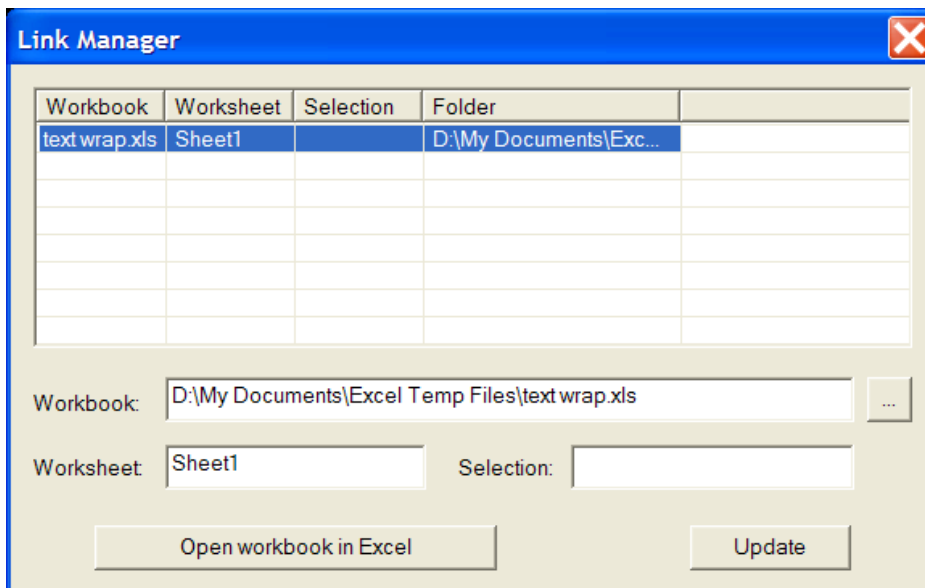 Link Manager
Workbook Worksheet Selection Folder
text wrap.xls Sheet1 D:\My Documents\Exc...
Workbook: D:\My Documents\Excel Temp Files\text wrap.xls ...
Worksheet: Sheet1 Selection:
Open workbook in Excel Update